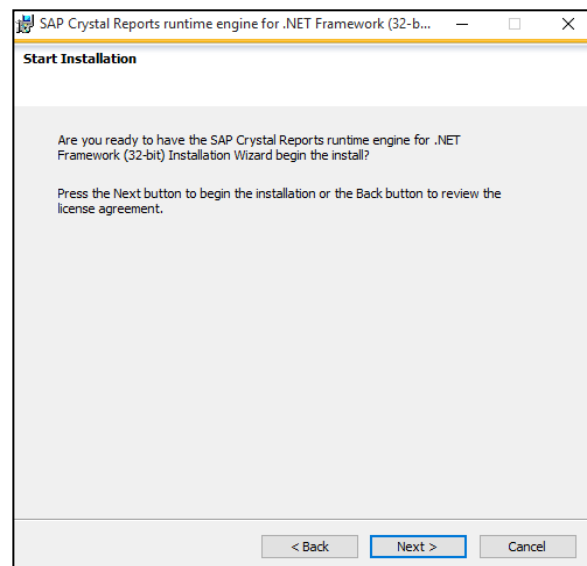 SAP Crystal Reports runtime engine for .NET Framework (32-b...
Start Installation
Are you ready to have the SAP Crystal Reports runtime engine for .NET
Framework (32-bit) Installation Wizard begin the install?
Press the Next button to begin the installation or the Back button to review the
license agreement.
< Back
Next >
Cancel